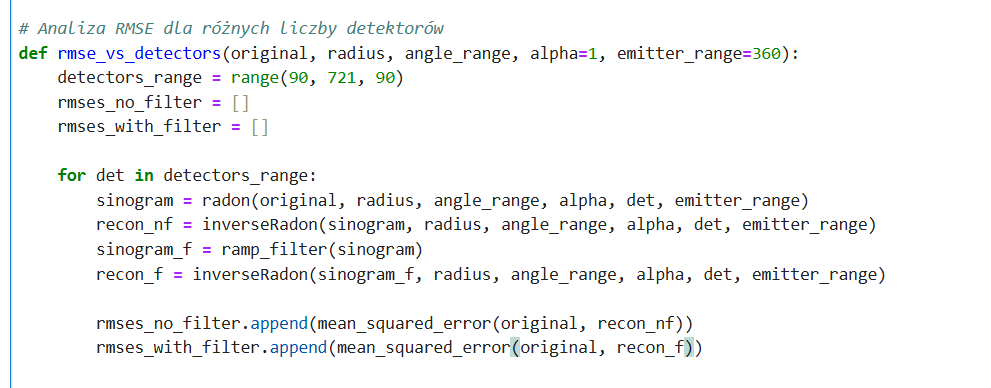 # Analiza RMSE dla różnych liczby detektorów
def rmse_vs_detectors(original, radius, angle_range, alpha=1, emitter_range=360):
    detectors_range = range(90, 721, 90)
    rmses_no_filter = []
    rmses_with_filter = []

    for det in detectors_range:
        sinogram = radon(original, radius, angle_range, alpha, det, emitter_range)
        recon_nf = inverseRadon(sinogram, radius, angle_range, alpha, det, emitter_range)
        sinogram_f = ramp_filter(sinogram)
        recon_f = inverseRadon(sinogram_f, radius, angle_range, alpha, det, emitter_range)

        rmses_no_filter.append(mean_squared_error(original, recon_nf))
        rmses_with_filter.append(mean_squared_error(original, recon_f))